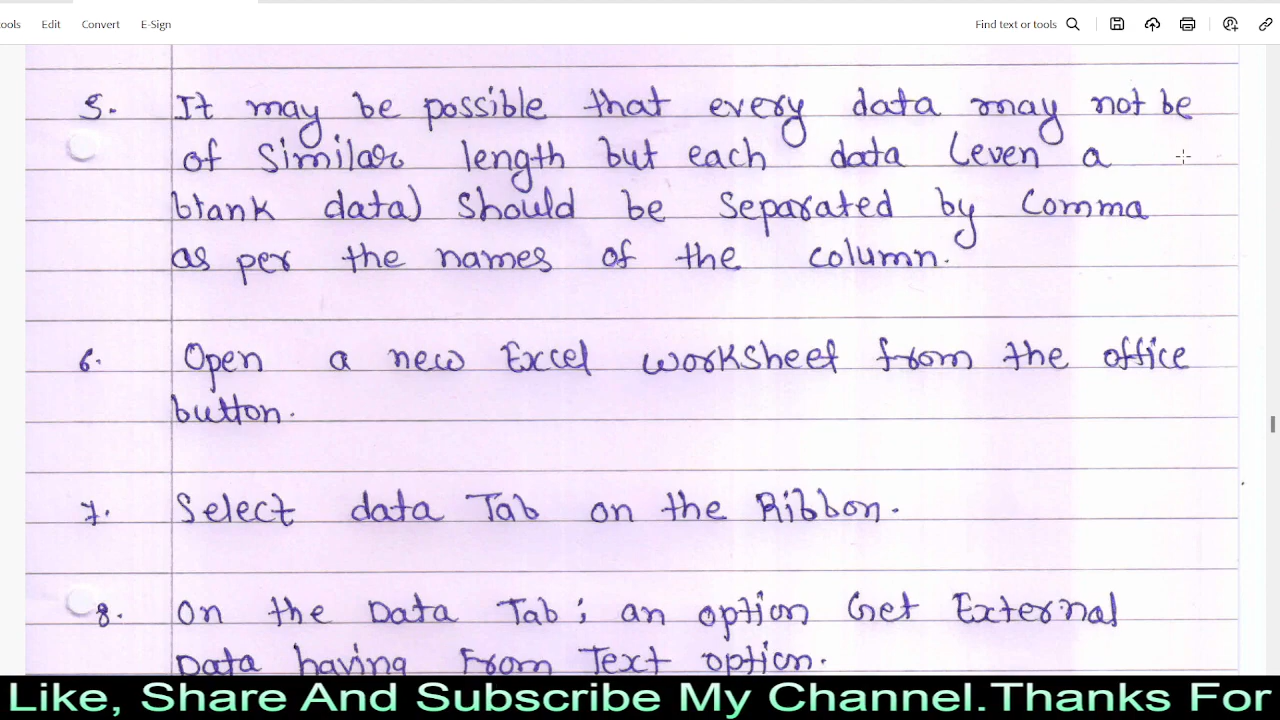 ools Edit Convert E-Sign Find text or tools
5. It may be possible that every data may not be
of similar length but each data (even a
blank data) should be separated by comma
as per the names of the column.
6. Open a new Excel worksheet from the office
button.
7. Select data Tab on the Ribbon.
8. On the Data Tab; an option Get External
Data having From Text option.
Like, Share And Subscribe My Channel.Thanks For